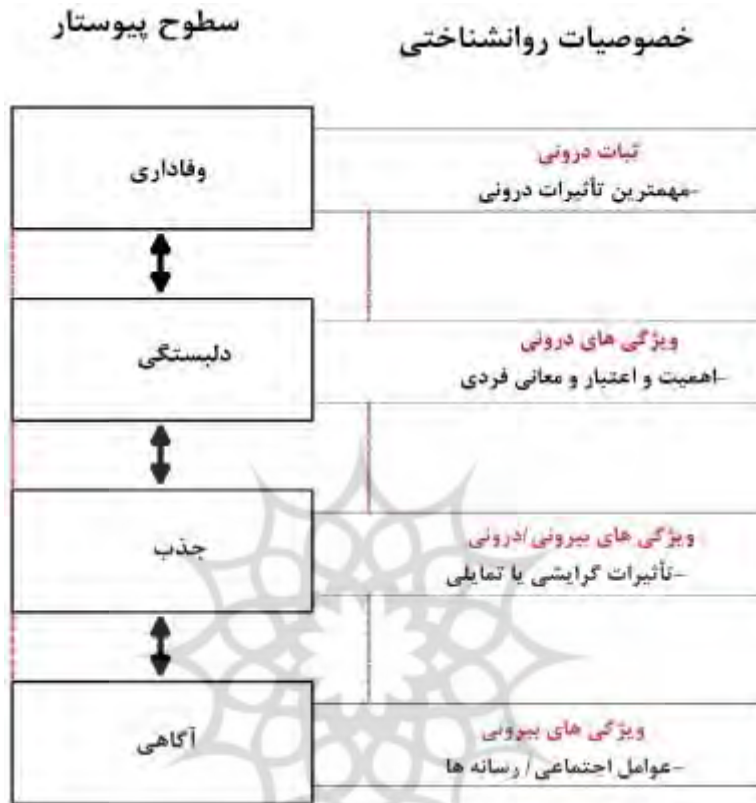 خصوصیات روانشناختی
سطوح پیوستار
ثبات درونی
-مهمترین تأثیرات درونی
وفاداری
ویژگی های درونی
-اهمیت و اعتبار و معانی فردی
دلبستگی
ویژگی های بیرونی/درونی
-تأثیرات گرایشی یا تمایلی
جذب
ویژگی های بیرونی
-عوامل اجتماعی/ رسانه ها
آگاهی